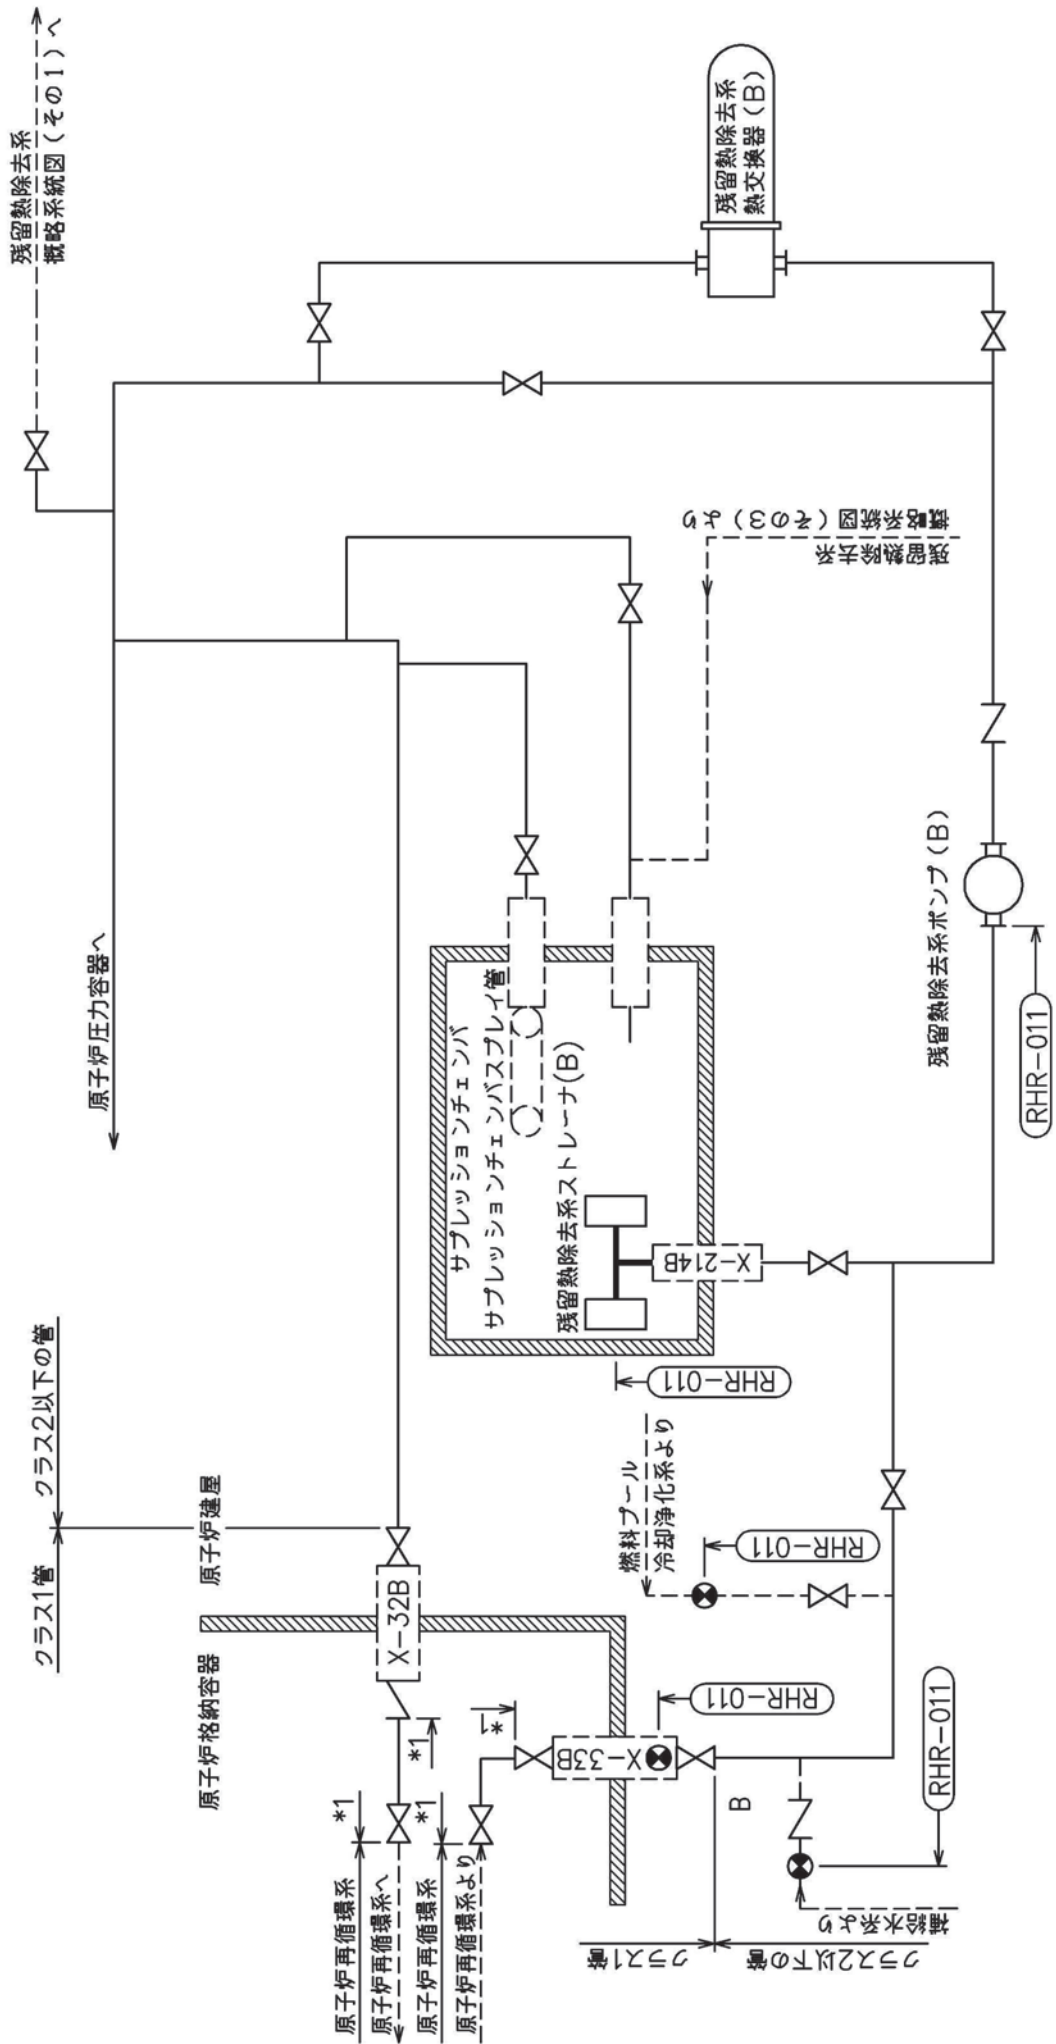 残留熱除去系
概略系統図（その1）へ
残留熱除去系
熱交換器（B）
残留熱除去系
概略系統図（その3）より
原子炉圧力容器へ
サプレッションチェンバ
サプレッションチェンバスプレイ管
残留熱除去系ストレーナ(B)
X-214B
残留熱除去系ポンプ（B）
RHR-011
RHR-011
クラス1管
クラス2以下の管
原子炉建屋
原子炉格納容器
X-32B
燃料プール
冷却浄化系より
RHR-011
原子炉再循環系
*1
原子炉再循環系へ
*1
原子炉再循環系
*1
原子炉再循環系より
*1
X-33B
RHR-011
B
クラス1管
クラス2以下の管
補給水系より
RHR-011